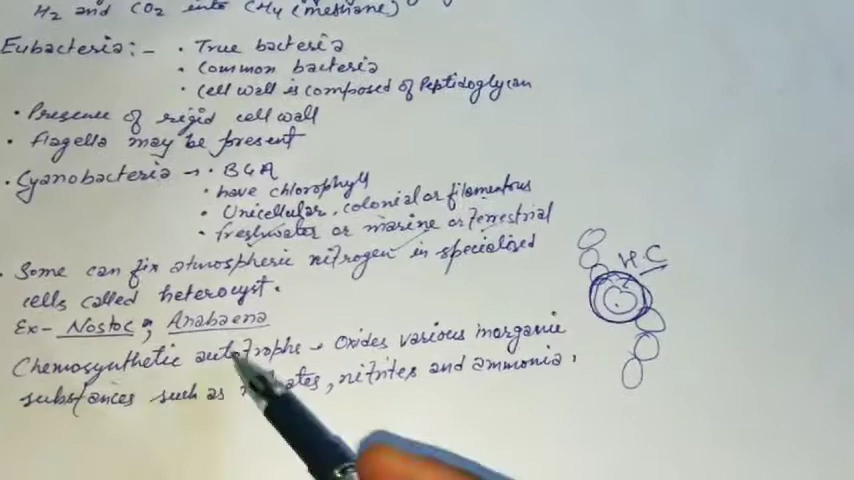 H2 and CO2 into CH4 (methane)
Eubacteria:- • True bacteria
• Common bacteria
• Cell wall is composed of Peptidoglycan
• Presence of rigid cell wall
• flagella may be present
• Cyanobacteria → • BGA
• have chlorophyll
• Unicellular, colonial or filamentous
• freshwater or marine or terrestrial
• Some can fix atmospheric nitrogen in specialised
cells called heterocyst.
Ex- Nostoc, Anabaena
Chemosynthetic autotrophs → Oxides various inorganic
substances such as nitrates, nitrites and ammonia.
H.C
N2